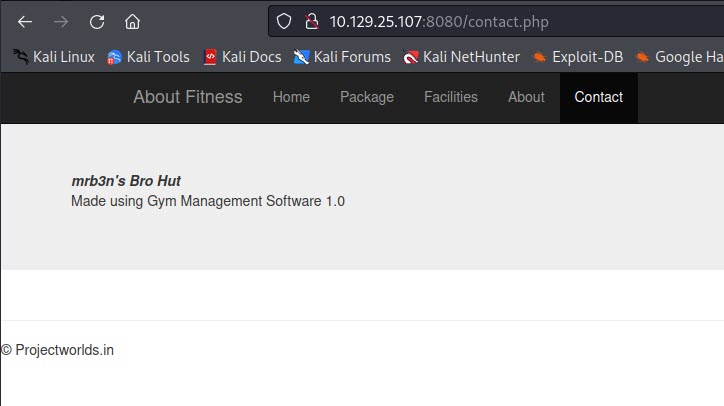 10.129.25.107:8080/contact.php
Kali Linux Kali Tools Kali Docs Kali Forums Kali NetHunter Exploit-DB Google Ha
About Fitness Home Package Facilities About Contact
mrb3n's Bro Hut
Made using Gym Management Software 1.0
© Projectworlds.in